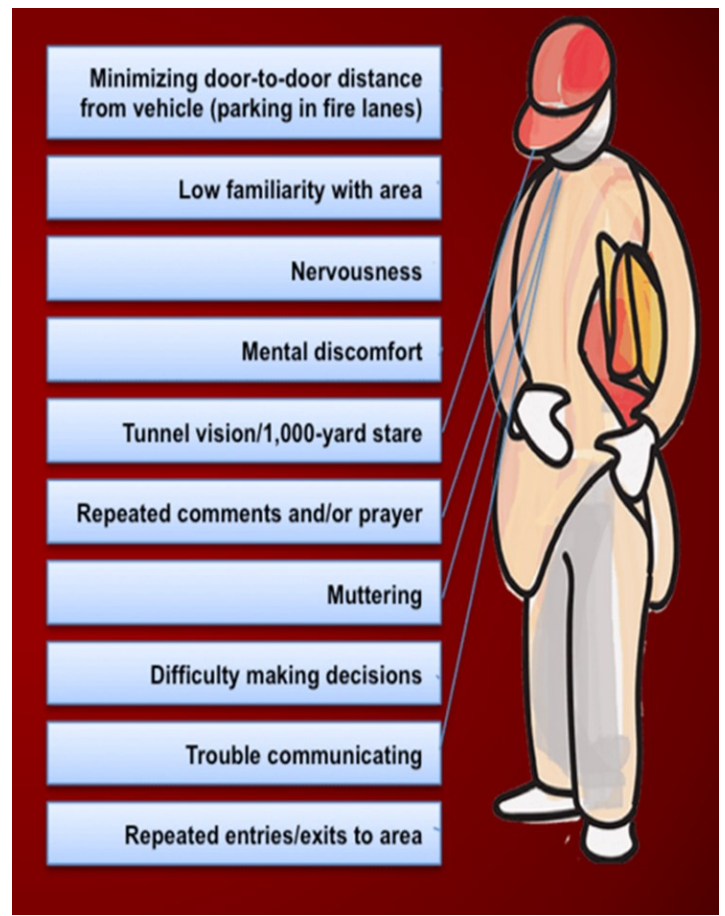 Minimizing door-to-door distance
from vehicle (parking in fire lanes)
Low familiarity with area
Nervousness
Mental discomfort
Tunnel vision/1,000-yard stare
Repeated comments and/or prayer
Muttering
Difficulty making decisions
Trouble communicating
Repeated entries/exits to area